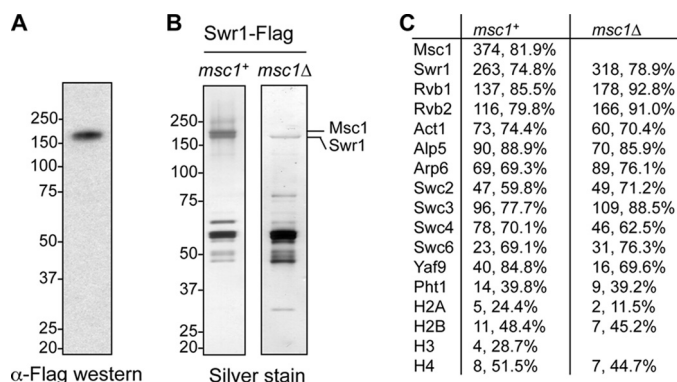 A
250
150
100
75
50
37
25
20
α-Flag western
B
Swr1-Flag
msc1+ msc1Δ
250
150
100
75
50
37
25
20
Msc1
Swr1
Silver stain
C
msc1+ msc1Δ
Msc1 374, 81.9%
Swr1 263, 74.8% 318, 78.9%
Rvb1 137, 85.5% 178, 92.8%
Rvb2 116, 79.8% 166, 91.0%
Act1 73, 74.4% 60, 70.4%
Alp5 90, 88.9% 70, 85.9%
Arp6 69, 69.3% 89, 76.1%
Swc2 47, 59.8% 49, 71.2%
Swc3 96, 77.7% 109, 88.5%
Swc4 78, 70.1% 46, 62.5%
Swc6 23, 69.1% 31, 76.3%
Yaf9 40, 84.8% 16, 69.6%
Pht1 14, 39.8% 9, 39.2%
H2A 5, 24.4% 2, 11.5%
H2B 11, 48.4% 7, 45.2%
H3 4, 28.7%
H4 8, 51.5% 7, 44.7%